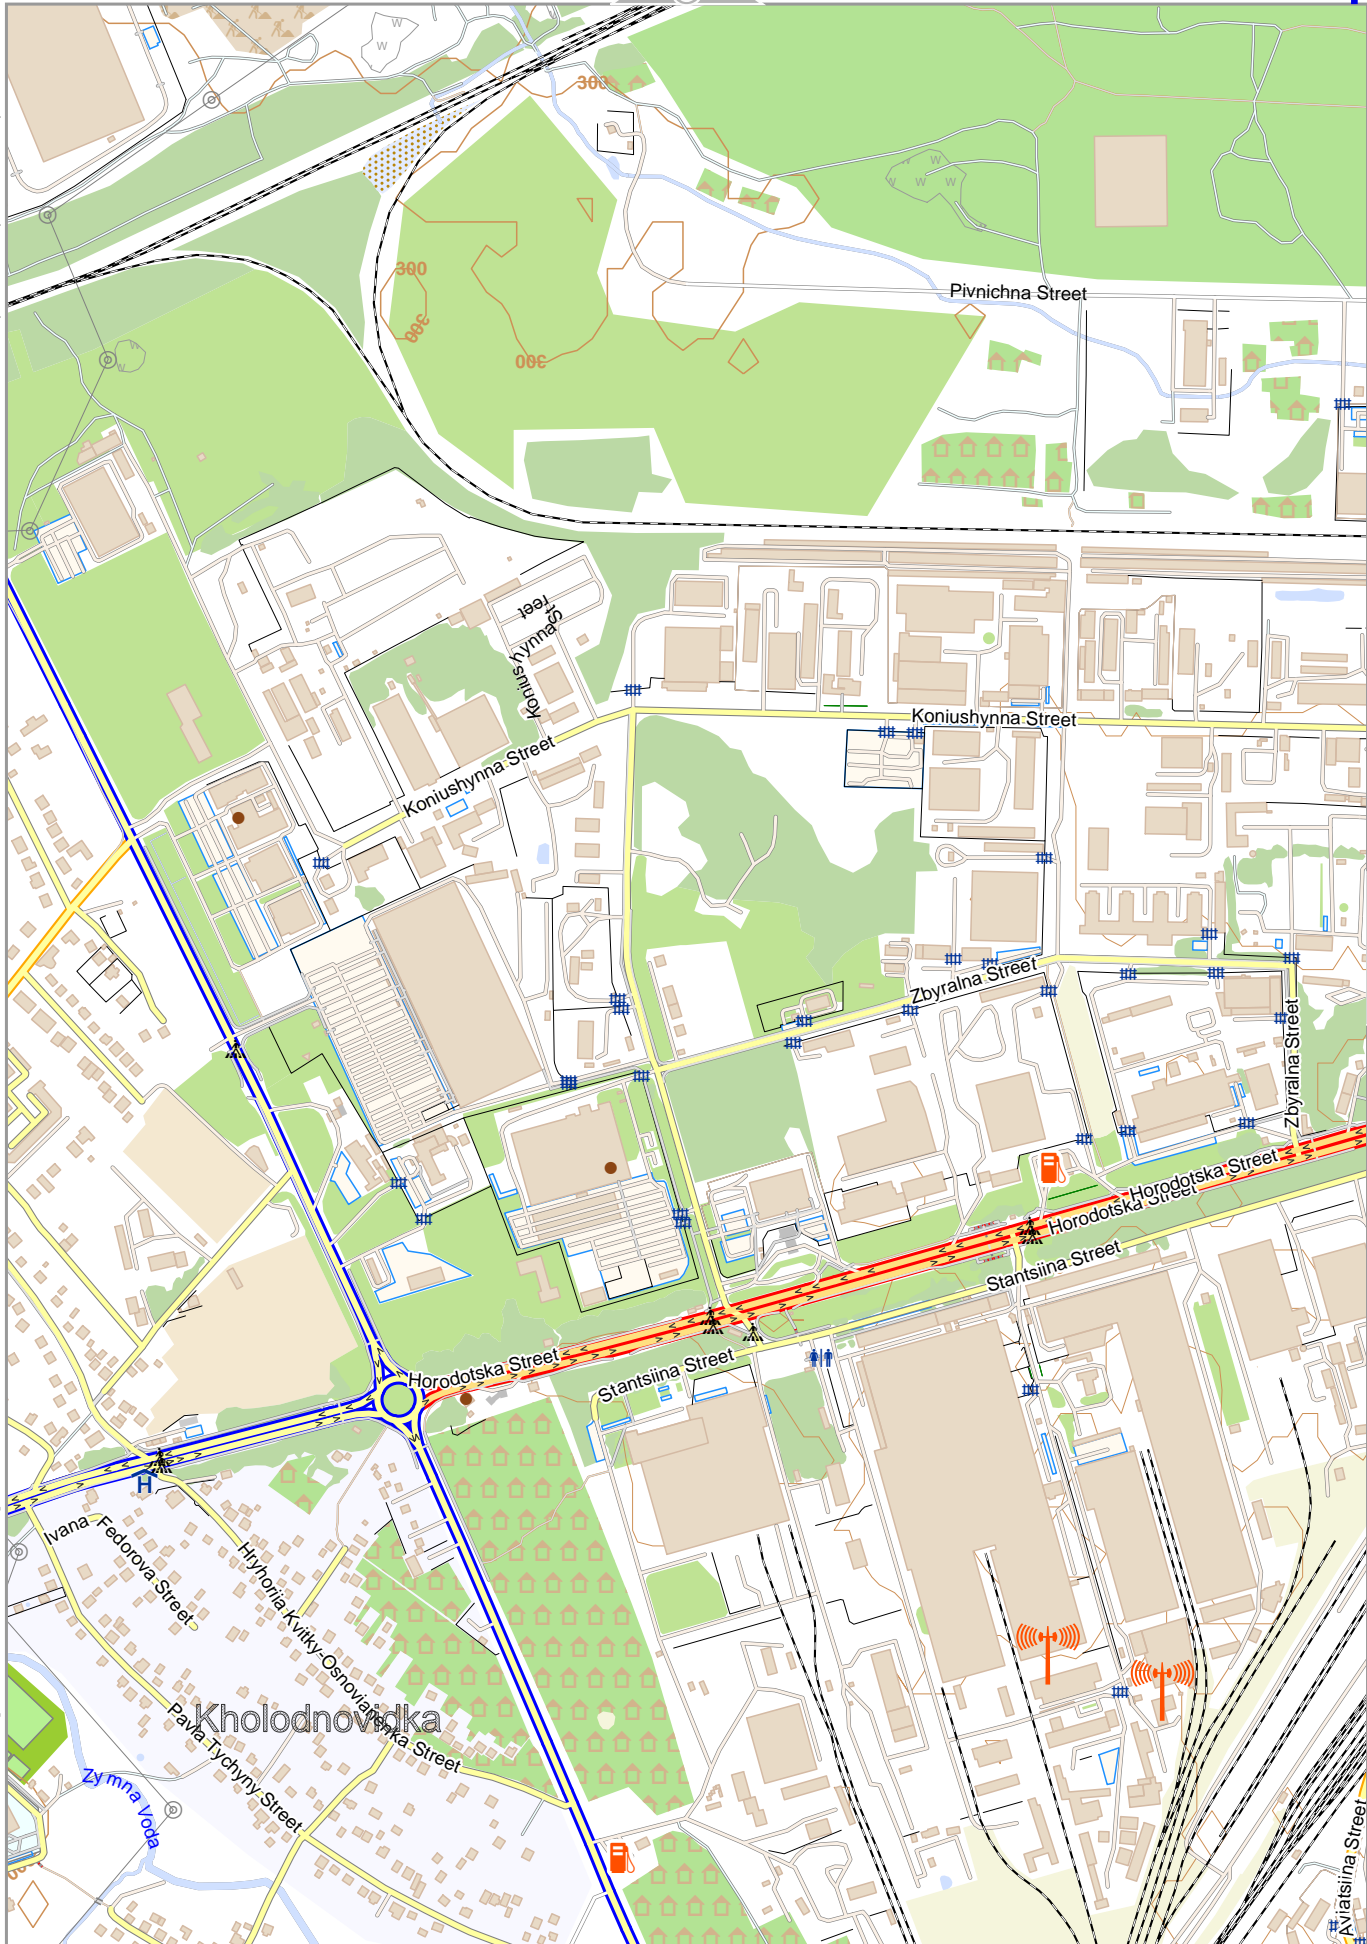 300
300
300
300
Pivnichna Street
Koniushynna Street
Koniushynna Street
Koniushynna Street
Zbyralna Street
Zbyralna Street
Horodotska Street
Horodotska Street
Stantsiina Street
Horodotska Street
Stantsiina Street
H
Ivana Fedorova Street
Hryhoriia Kvitky-Osnovianenka Street
Kholodnovidka
Pavla Tychyny Street
Zymna Voda
Aviatsiina Street